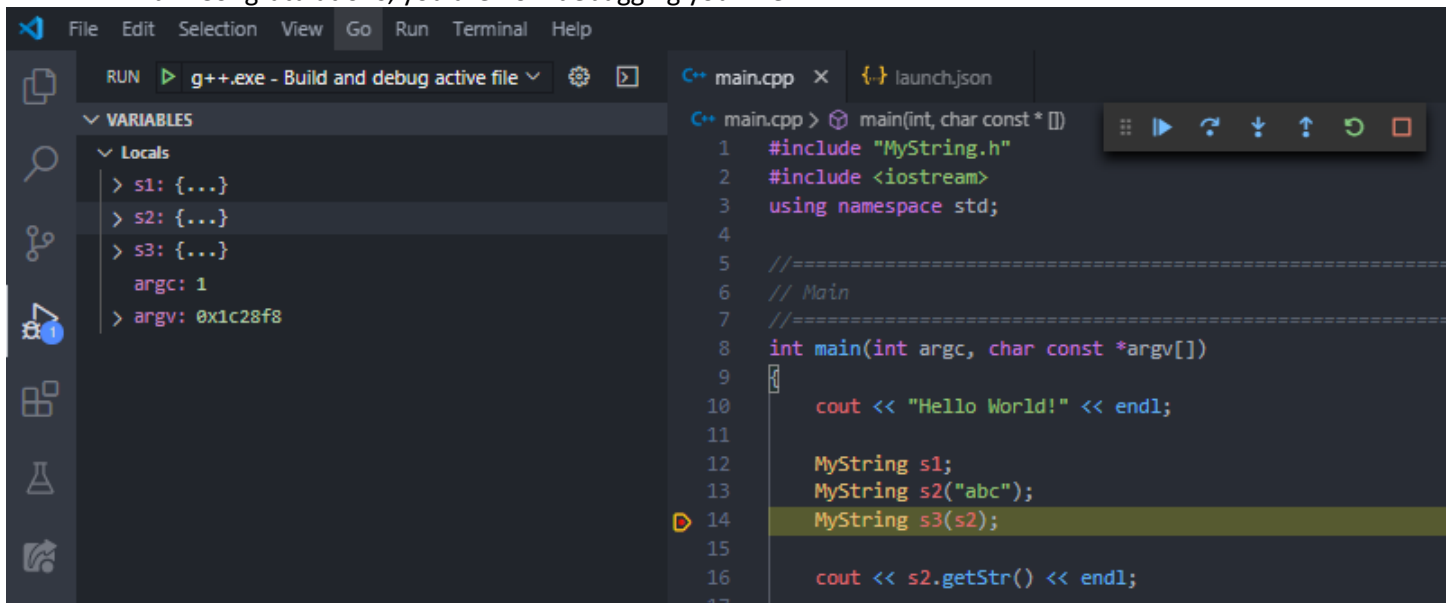 File Edit Selection View Go Run Terminal Help
RUN g++.exe - Build and debug active file
VARIABLES
Locals
s1: {...}
s2: {...}
s3: {...}
argc: 1
argv: 0x1c28f8
1
C++ main.cpp × {..} launch.json
C++ main.cpp > main(int, char const * [])
1 #include "MyString.h"
2 #include <iostream>
3 using namespace std;
4
5 //=========================================================
6 // Main
7 //=========================================================
8 int main(int argc, char const *argv[])
9 {
10 cout << "Hello World!" << endl;
11
12 MyString s1;
13 MyString s2("abc");
14 MyString s3(s2);
15
16 cout << s2.getStr() << endl;